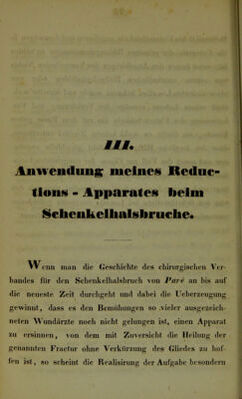 III.
Anwendung meines Reduc-
tions - Apparates beim
Schenkelhalsbruche.
Wenn man die Geschichte des chirurgischen Ver-
bandes für den Schenkelhalsbruch von Paré an bis auf
die neueste Zeit durchgeht und dabei die Ueberzeugung
gewinnt, dass es den Bemühungen so vieler ausgezeich-
neten Wundärzte noch nicht gelungen ist, einen Apparat
zu ersinnen, von dem mit Zuversicht die Heilung der
genannten Fractur ohne Verkürzung des Gliedes zu hof-
fen ist, so scheint die Realisirung der Aufgabe besondern